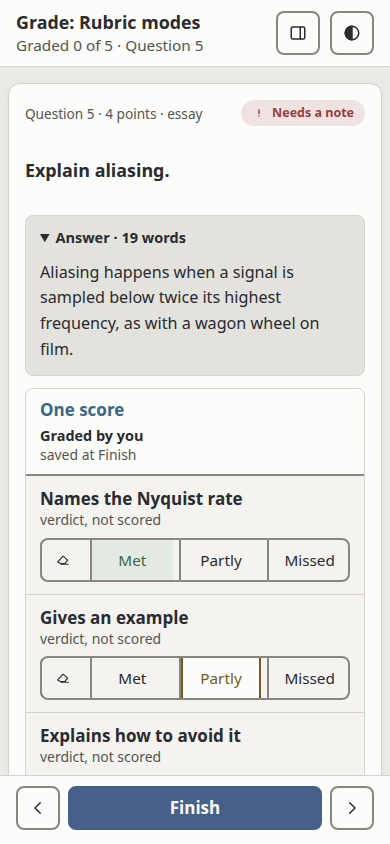 Grade: Rubric modes
Graded 0 of 5 · Question 5
Question 5 · 4 points · essay
! Needs a note
Explain aliasing.
▼ Answer · 19 words
Aliasing happens when a signal is
sampled below twice its highest
frequency, as with a wagon wheel on
film.
One score
Graded by you
saved at Finish
Names the Nyquist rate
verdict, not scored
Met Partly Missed
Gives an example
verdict, not scored
Met Partly Missed
Explains how to avoid it
verdict, not scored
Finish